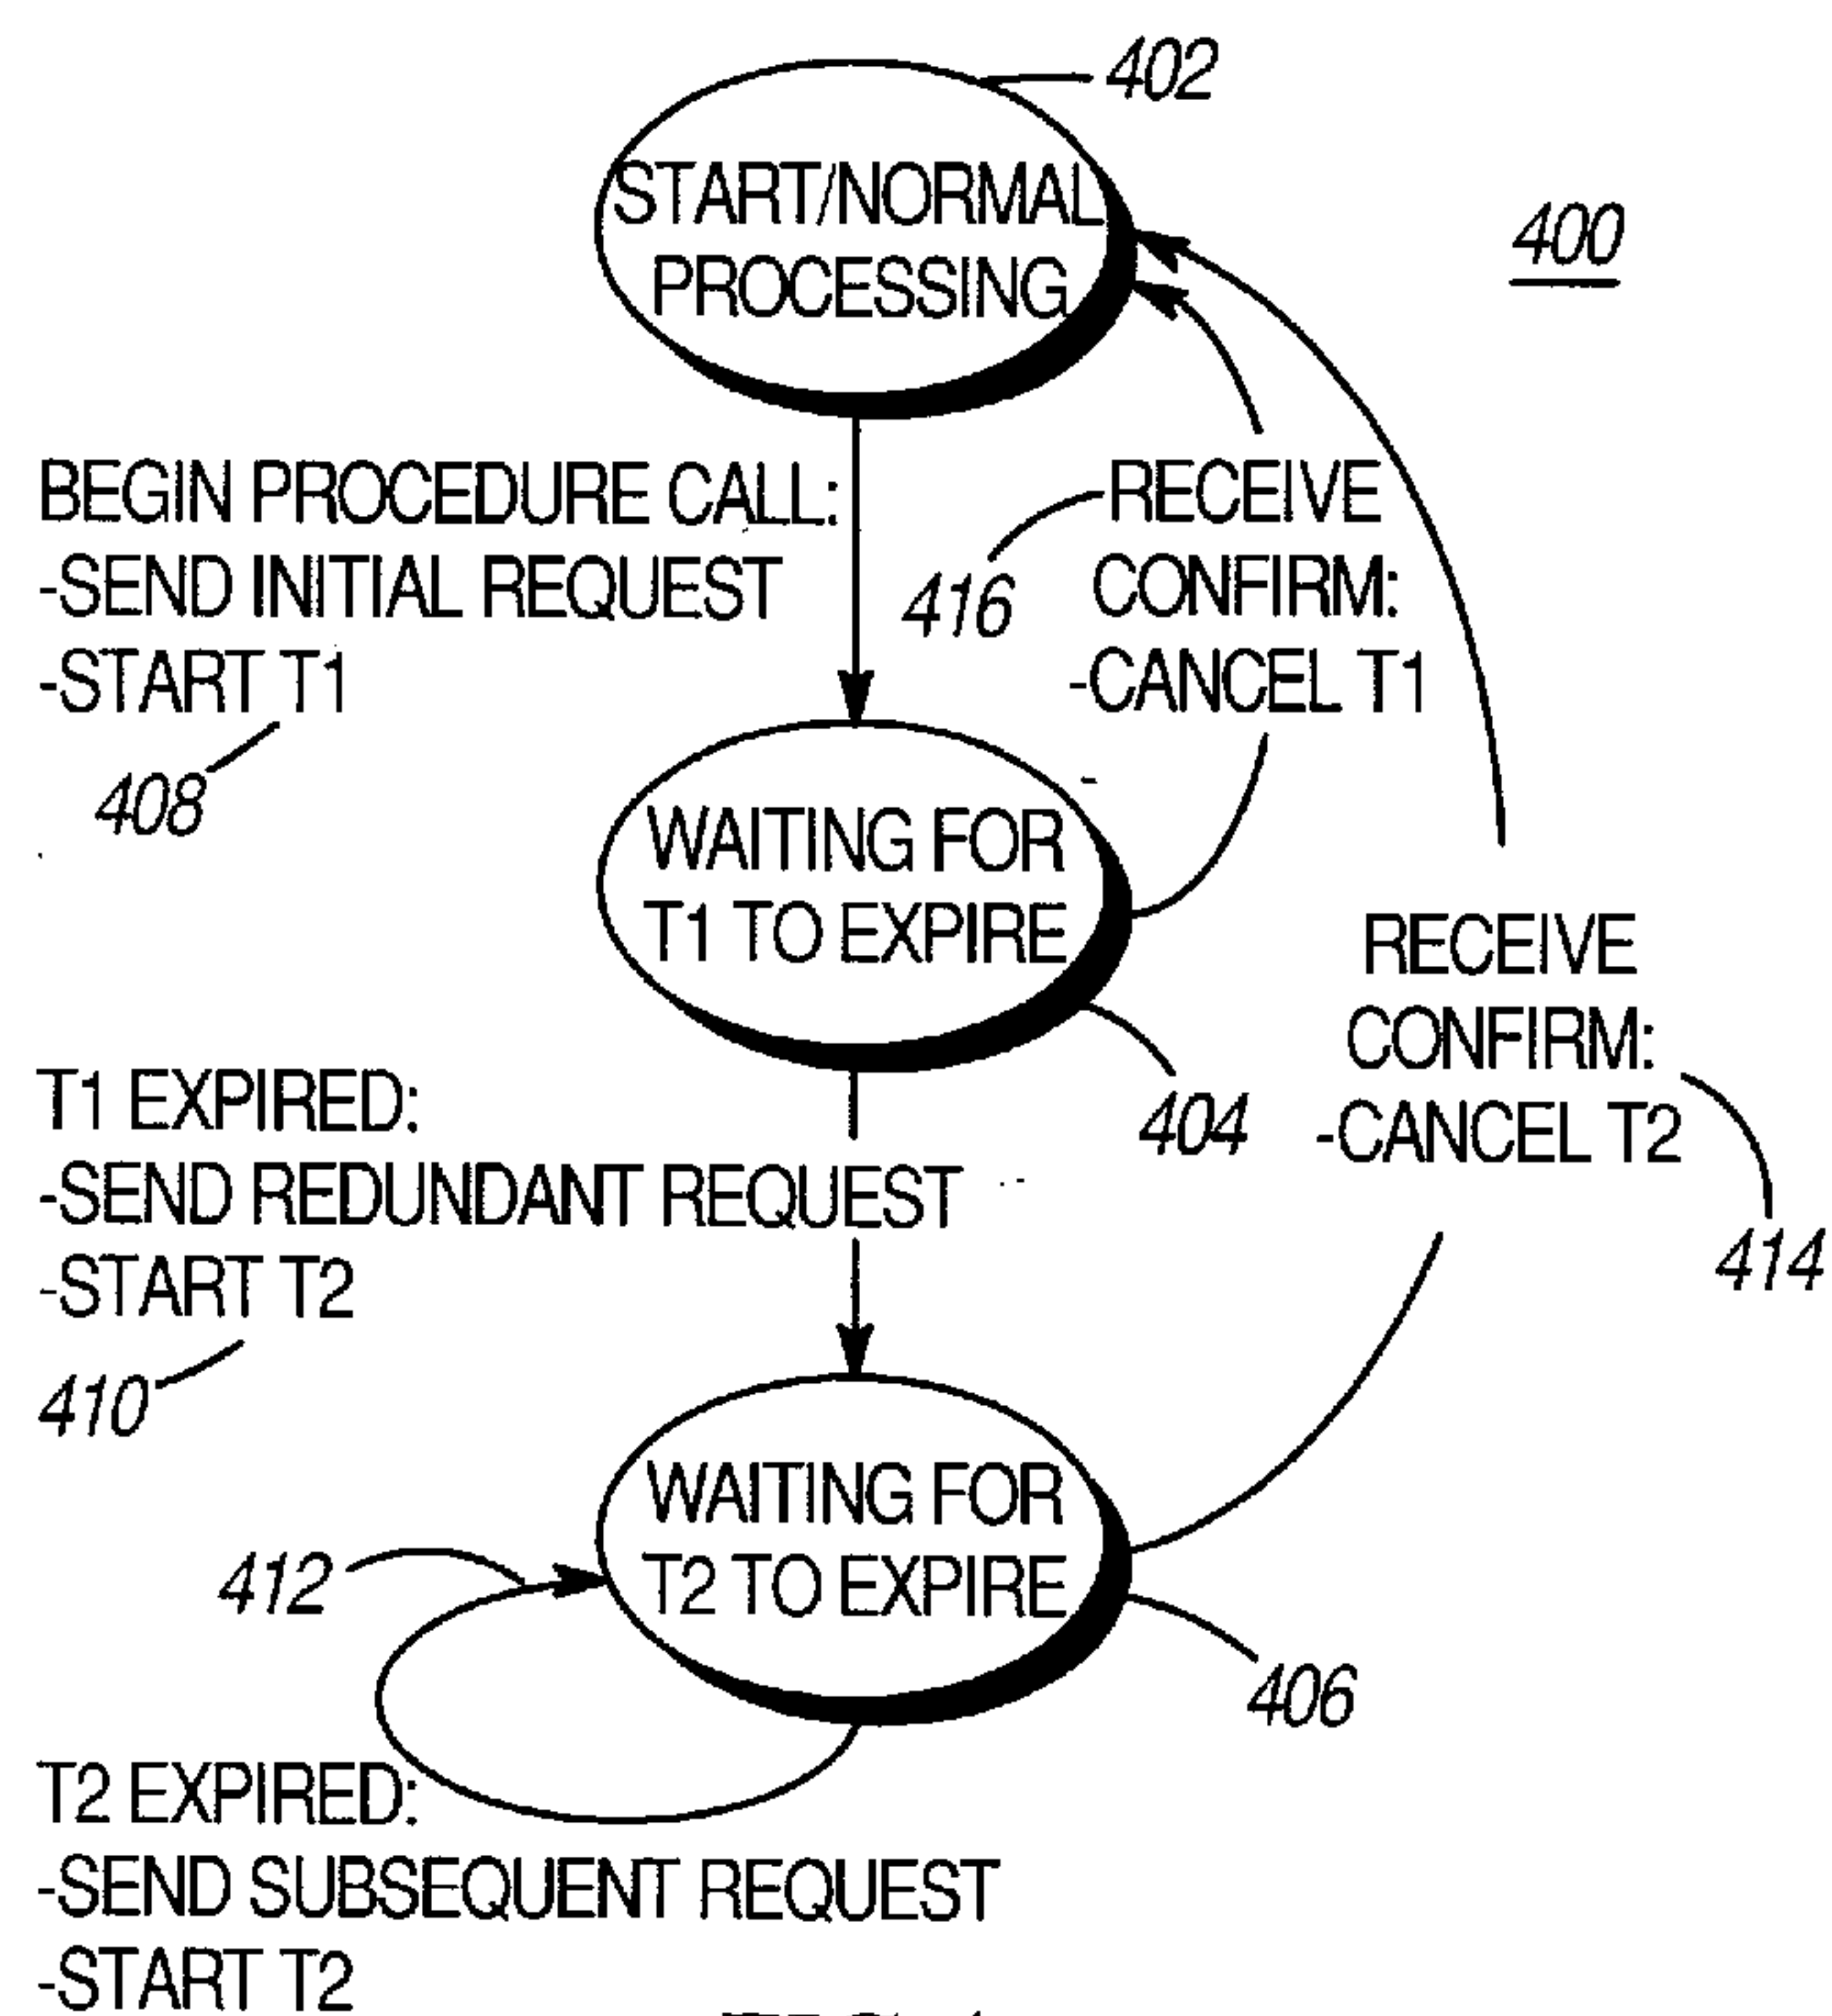 402
START/NORMAL
PROCESSING
400
BEGIN PROCEDURE CALL:
-SEND INITIAL REQUEST
-START T1
408
416
RECEIVE
CONFIRM:
-CANCEL T1
WAITING FOR
T1 TO EXPIRE
404
RECEIVE
CONFIRM:
-CANCEL T2
414
T1 EXPIRED:
-SEND REDUNDANT REQUEST
-START T2
410
WAITING FOR
T2 TO EXPIRE
412
406
T2 EXPIRED:
-SEND SUBSEQUENT REQUEST
-START T2